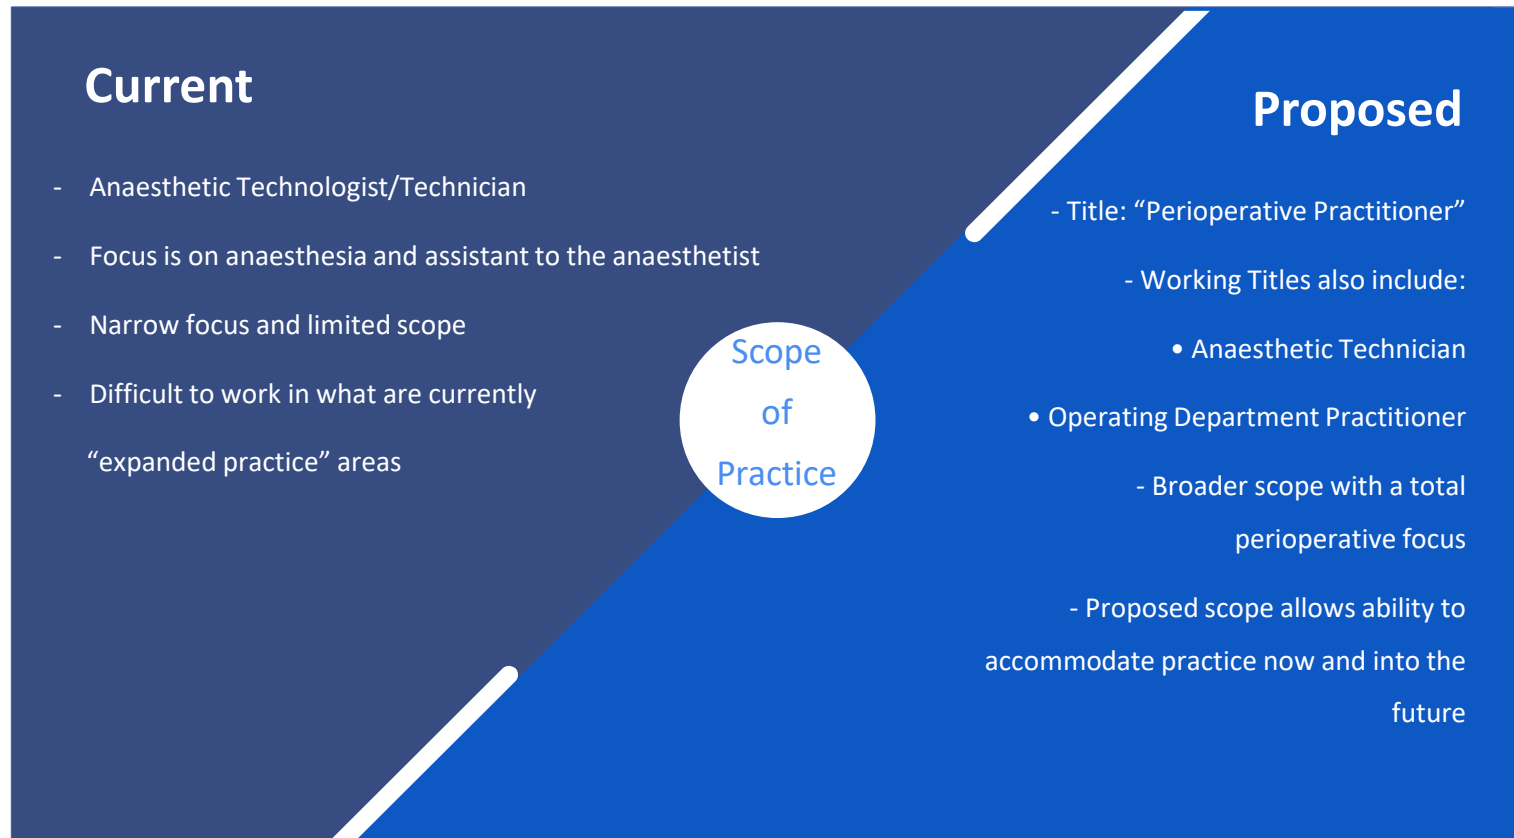 Current
- Anaesthetic Technologist/Technician
- Focus is on anaesthesia and assistant to the anaesthetist
- Narrow focus and limited scope
- Difficult to work in what are currently
“expanded practice” areas
Scope
of
Practice
Proposed
- Title: “Perioperative Practitioner”
- Working Titles also include:
• Anaesthetic Technician
• Operating Department Practitioner
- Broader scope with a total
perioperative focus
- Proposed scope allows ability to
accommodate practice now and into the
future